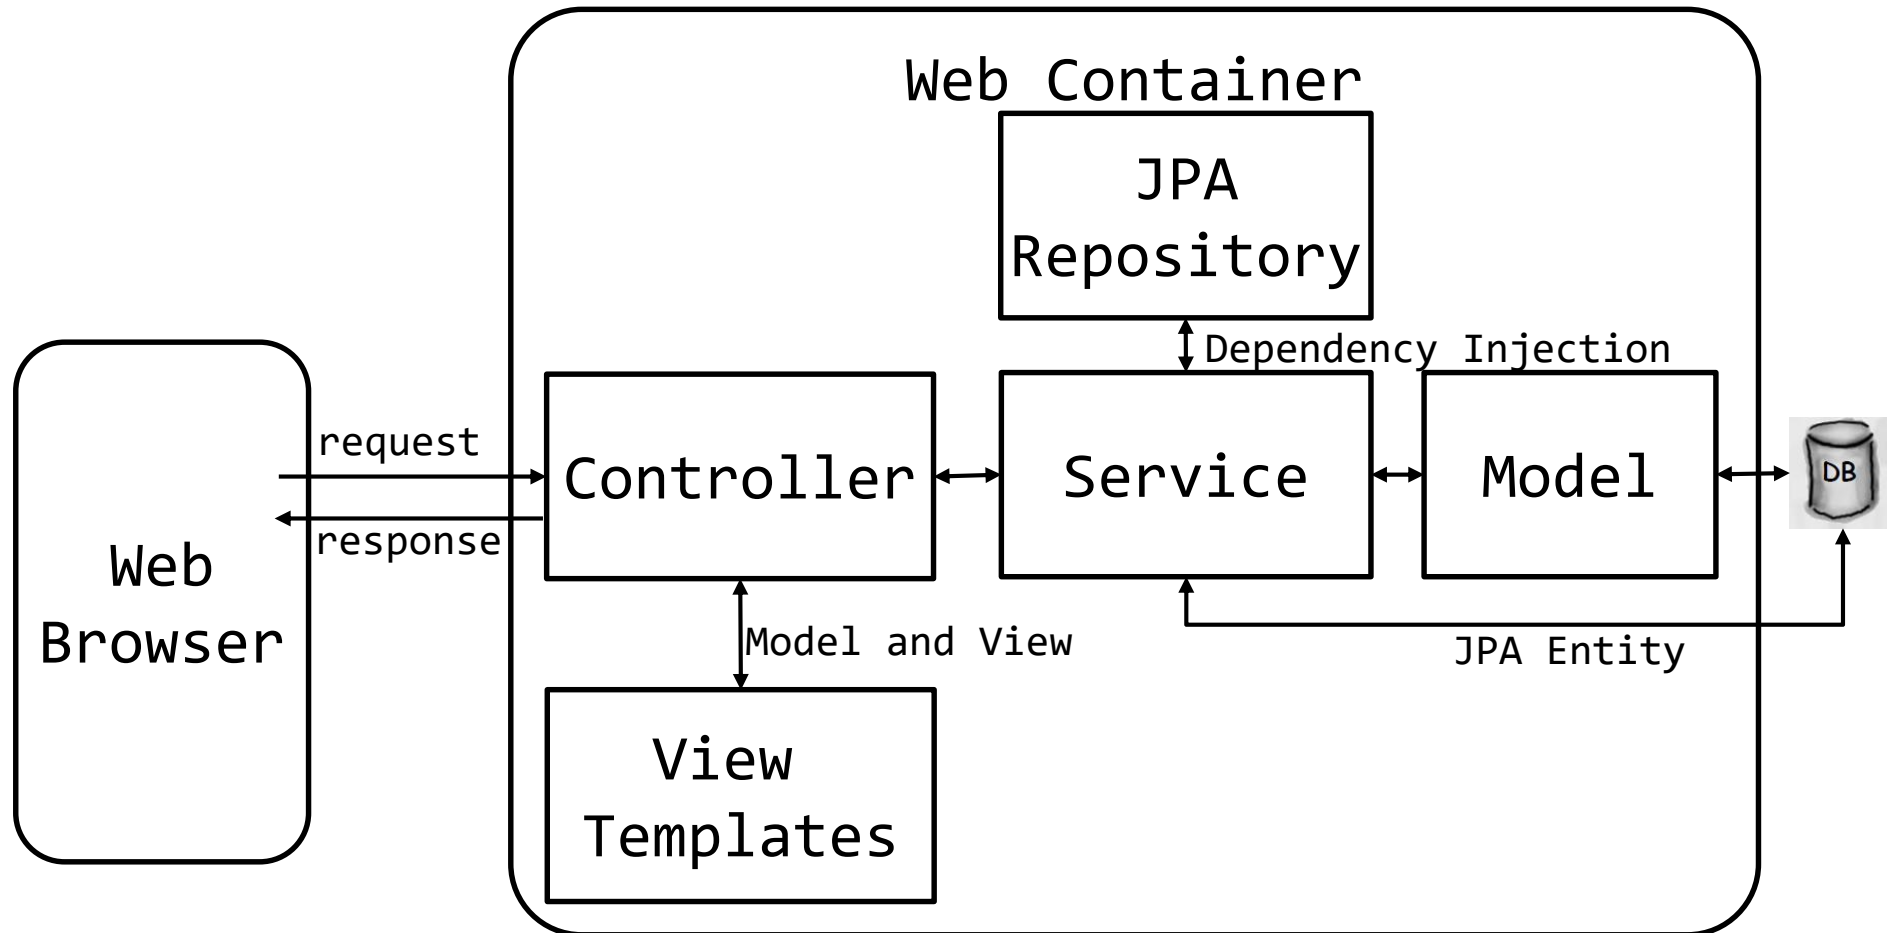 Web Container
JPA
Repository
Dependency Injection
request
Controller
Service
Model
DB
response
Web
Browser
Model and View
JPA Entity
View
Templates